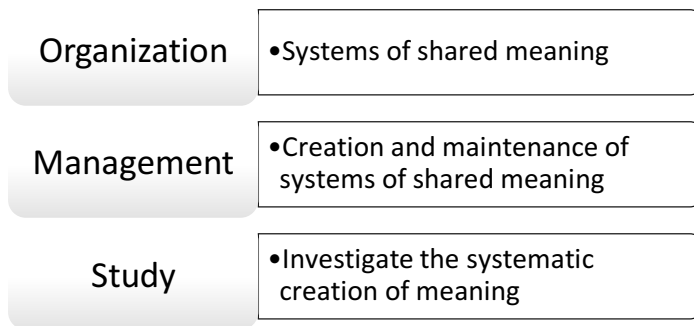 Organization
•Systems of shared meaning
Management
•Creation and maintenance of
systems of shared meaning
Study
•Investigate the systematic
creation of meaning